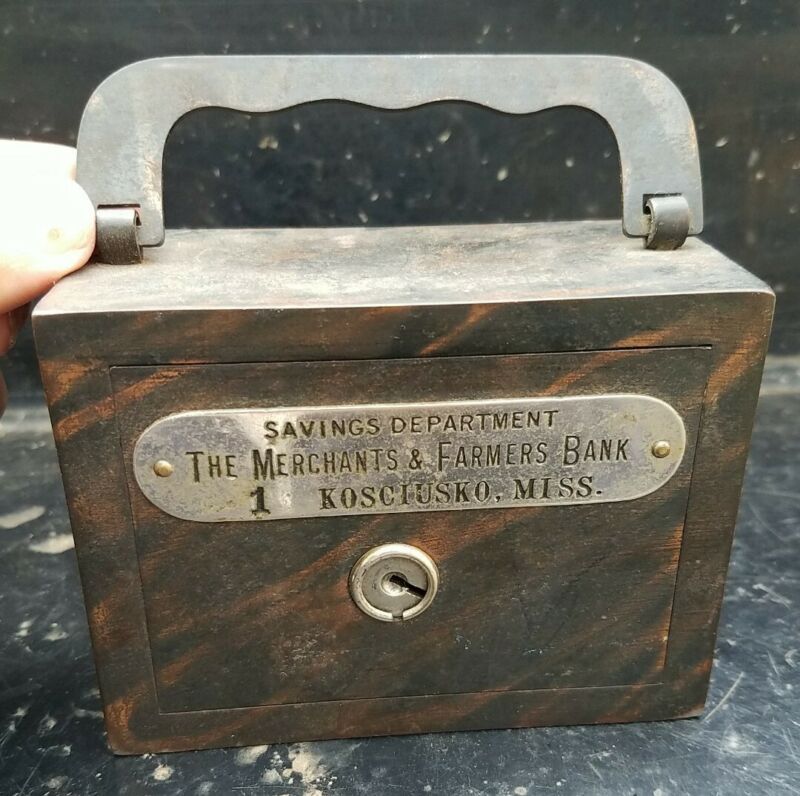 SAVINGS DEPARTMENT
THE MERCHANTS & FARMERS BANK
1 KOSCIUSKO, MISS.